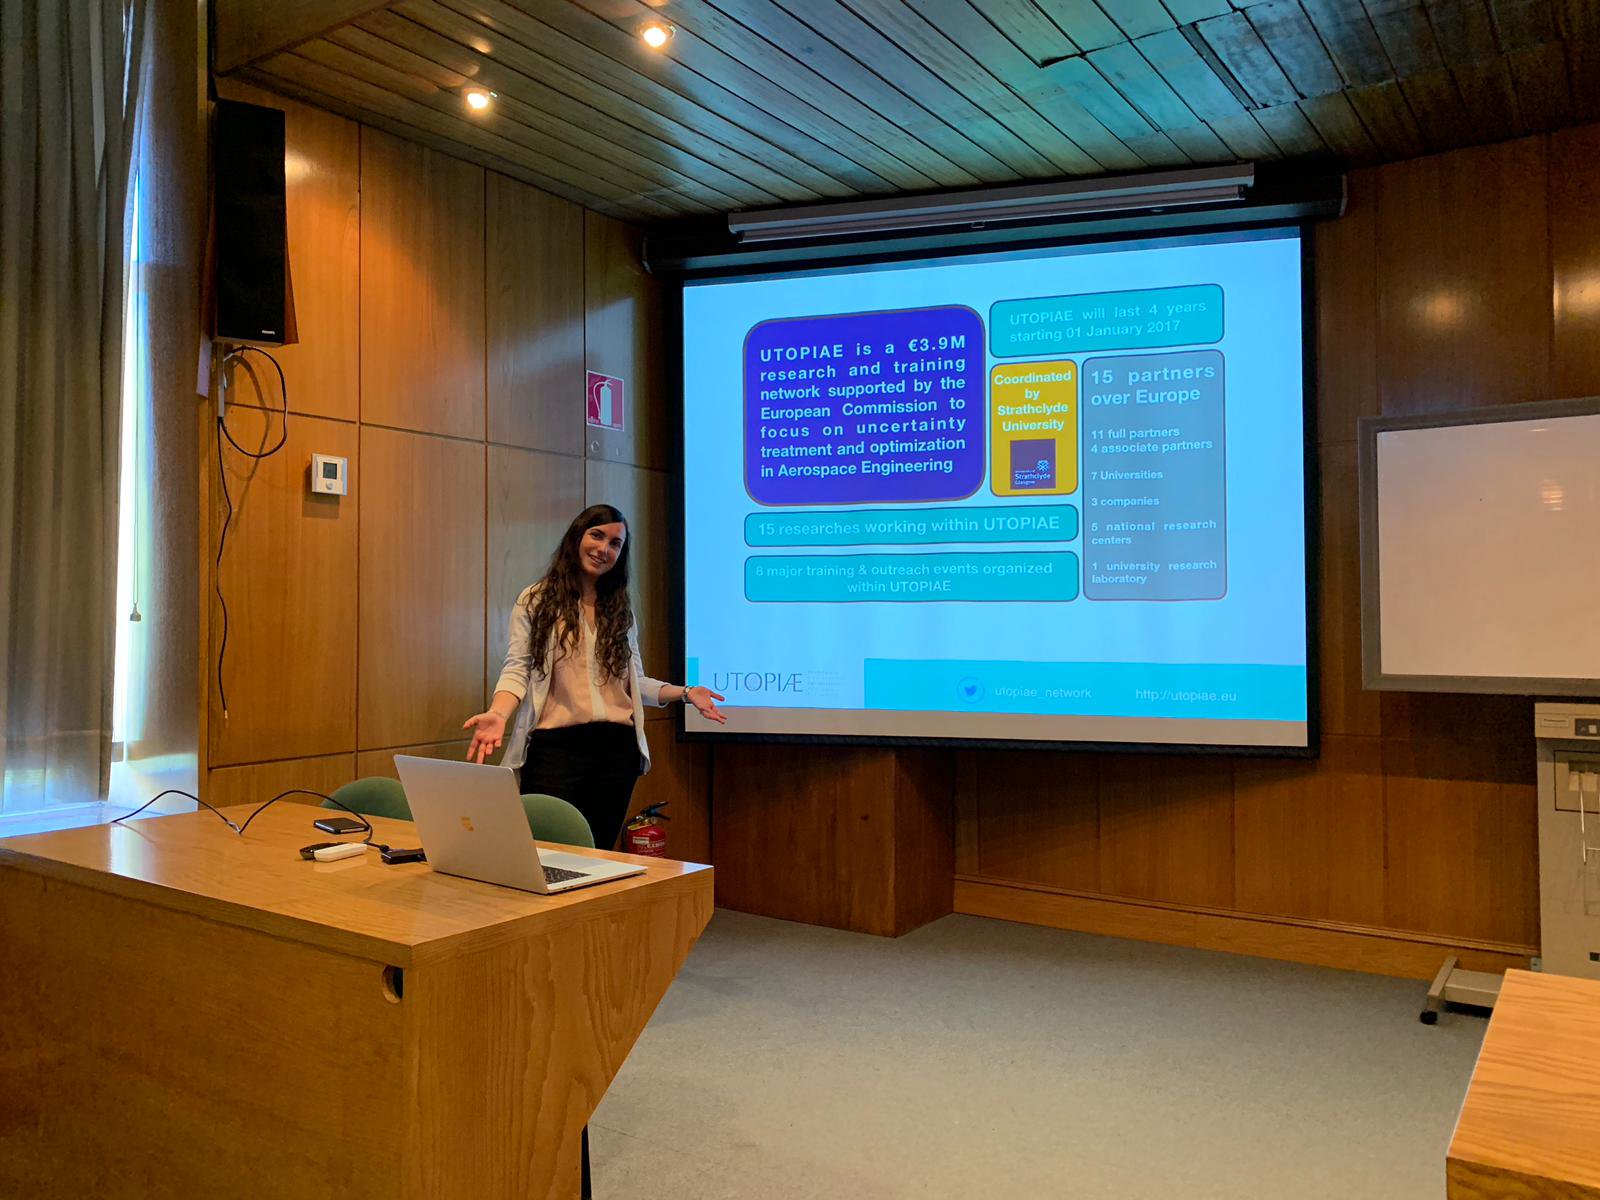 UTOPIAE is a €3.9M
research and training
network supported by the
European Commission to
focus on uncertainty
treatment and optimization
in Aerospace Engineering
UTOPIAE will last 4 years
starting 01 January 2017
Coordinated
by
Strathclyde
University
Strathclyde
Glasgow
15 partners
over Europe
11 full partners
4 associate partners
7 Universities
3 companies
5 national research
centers
1 university research
laboratory
15 researches working within UTOPIAE
8 major training & outreach events organized
within UTOPIAE
UTOPIÆ
utopiae_network
http://utopiae.eu
PHILIPS